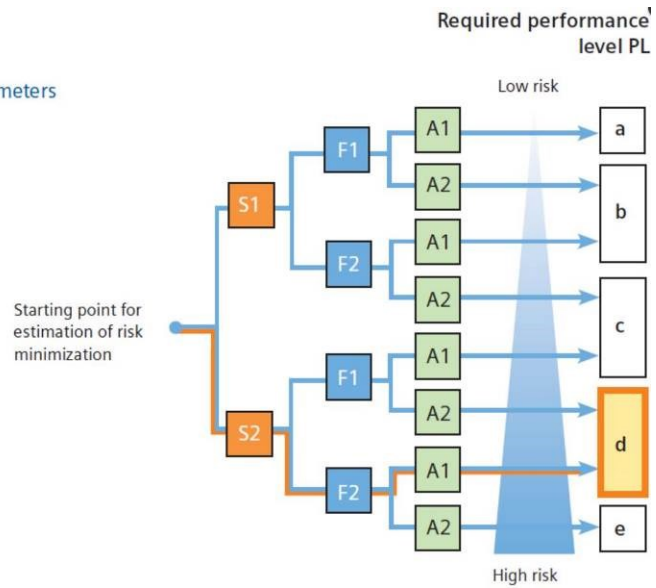 Required performance
level PL
meters
Low risk
A1
a
F1
A2
S1
b
A1
F2
A2
Starting point for
estimation of risk
minimization
c
A1
F1
A2
S2
d
A1
F2
A2
e
High risk